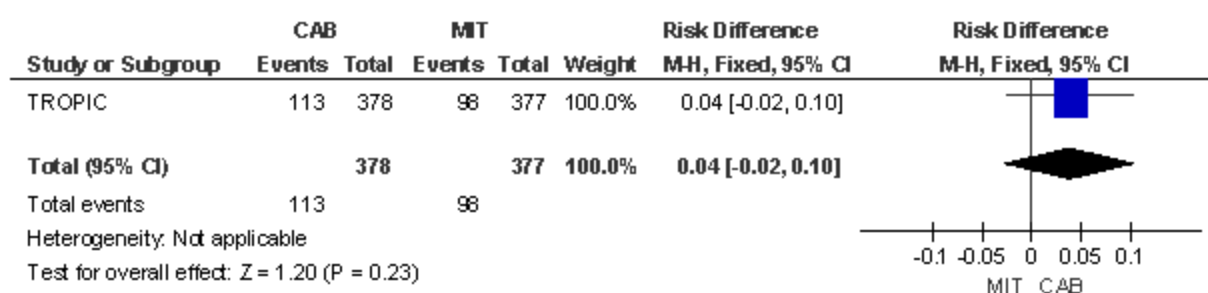 CAB MIT Risk Difference Risk Difference
Study or Subgroup Events Total Events Total Weight M-H, Fixed, 95% CI M-H, Fixed, 95% CI
TROPIC 113 378 98 377 100.0% 0.04 [-0.02, 0.10]
Total (95% CI) 378 377 100.0% 0.04 [-0.02, 0.10]
Total events 113 98
Heterogeneity: Not applicable
Test for overall effect: Z = 1.20 (P = 0.23)
-0.1 -0.05 0 0.05 0.1
MIT CAB